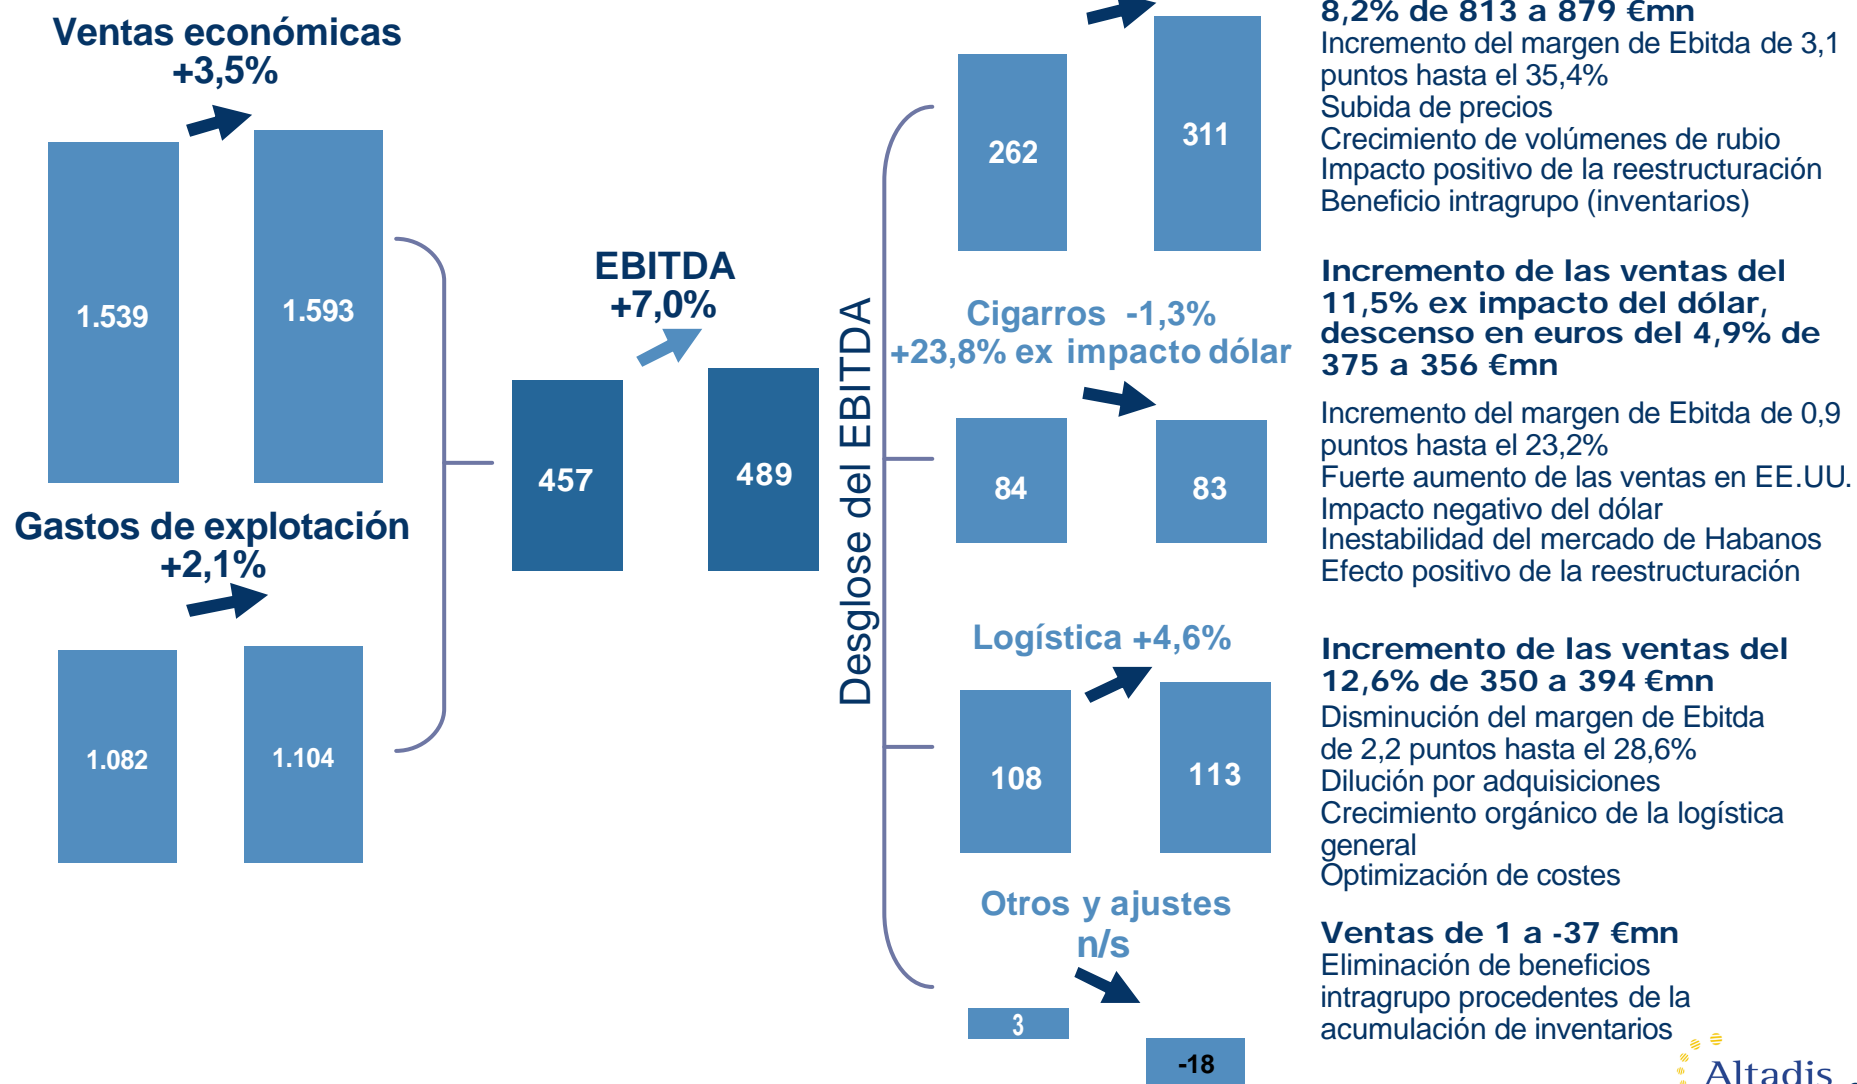 Ventas económicas
+3,5%
1.539
1.593
Gastos de explotación
+2,1%
1.082
1.104
EBITDA
+7,0%
457
489
Desglose del EBITDA
262
311
8,2% de 813 a 879 €mn
Incremento del margen de Ebitda de 3,1
puntos hasta el 35,4%
Subida de precios
Crecimiento de volúmenes de rubio
Impacto positivo de la reestructuración
Beneficio intragrupo (inventarios)
Cigarros -1,3%
+23,8% ex impacto dólar
84
83
Incremento de las ventas del
11,5% ex impacto del dólar,
descenso en euros del 4,9% de
375 a 356 €mn
Incremento del margen de Ebitda de 0,9
puntos hasta el 23,2%
Fuerte aumento de las ventas en EE.UU.
Impacto negativo del dólar
Inestabilidad del mercado de Habanos
Efecto positivo de la reestructuración
Logística +4,6%
108
113
Incremento de las ventas del
12,6% de 350 a 394 €mn
Disminución del margen de Ebitda
de 2,2 puntos hasta el 28,6%
Dilución por adquisiciones
Crecimiento orgánico de la logística
general
Optimización de costes
Otros y ajustes
n/s
3
-18
Ventas de 1 a -37 €mn
Eliminación de beneficios
intragrupo procedentes de la
acumulación de inventarios
Altadis